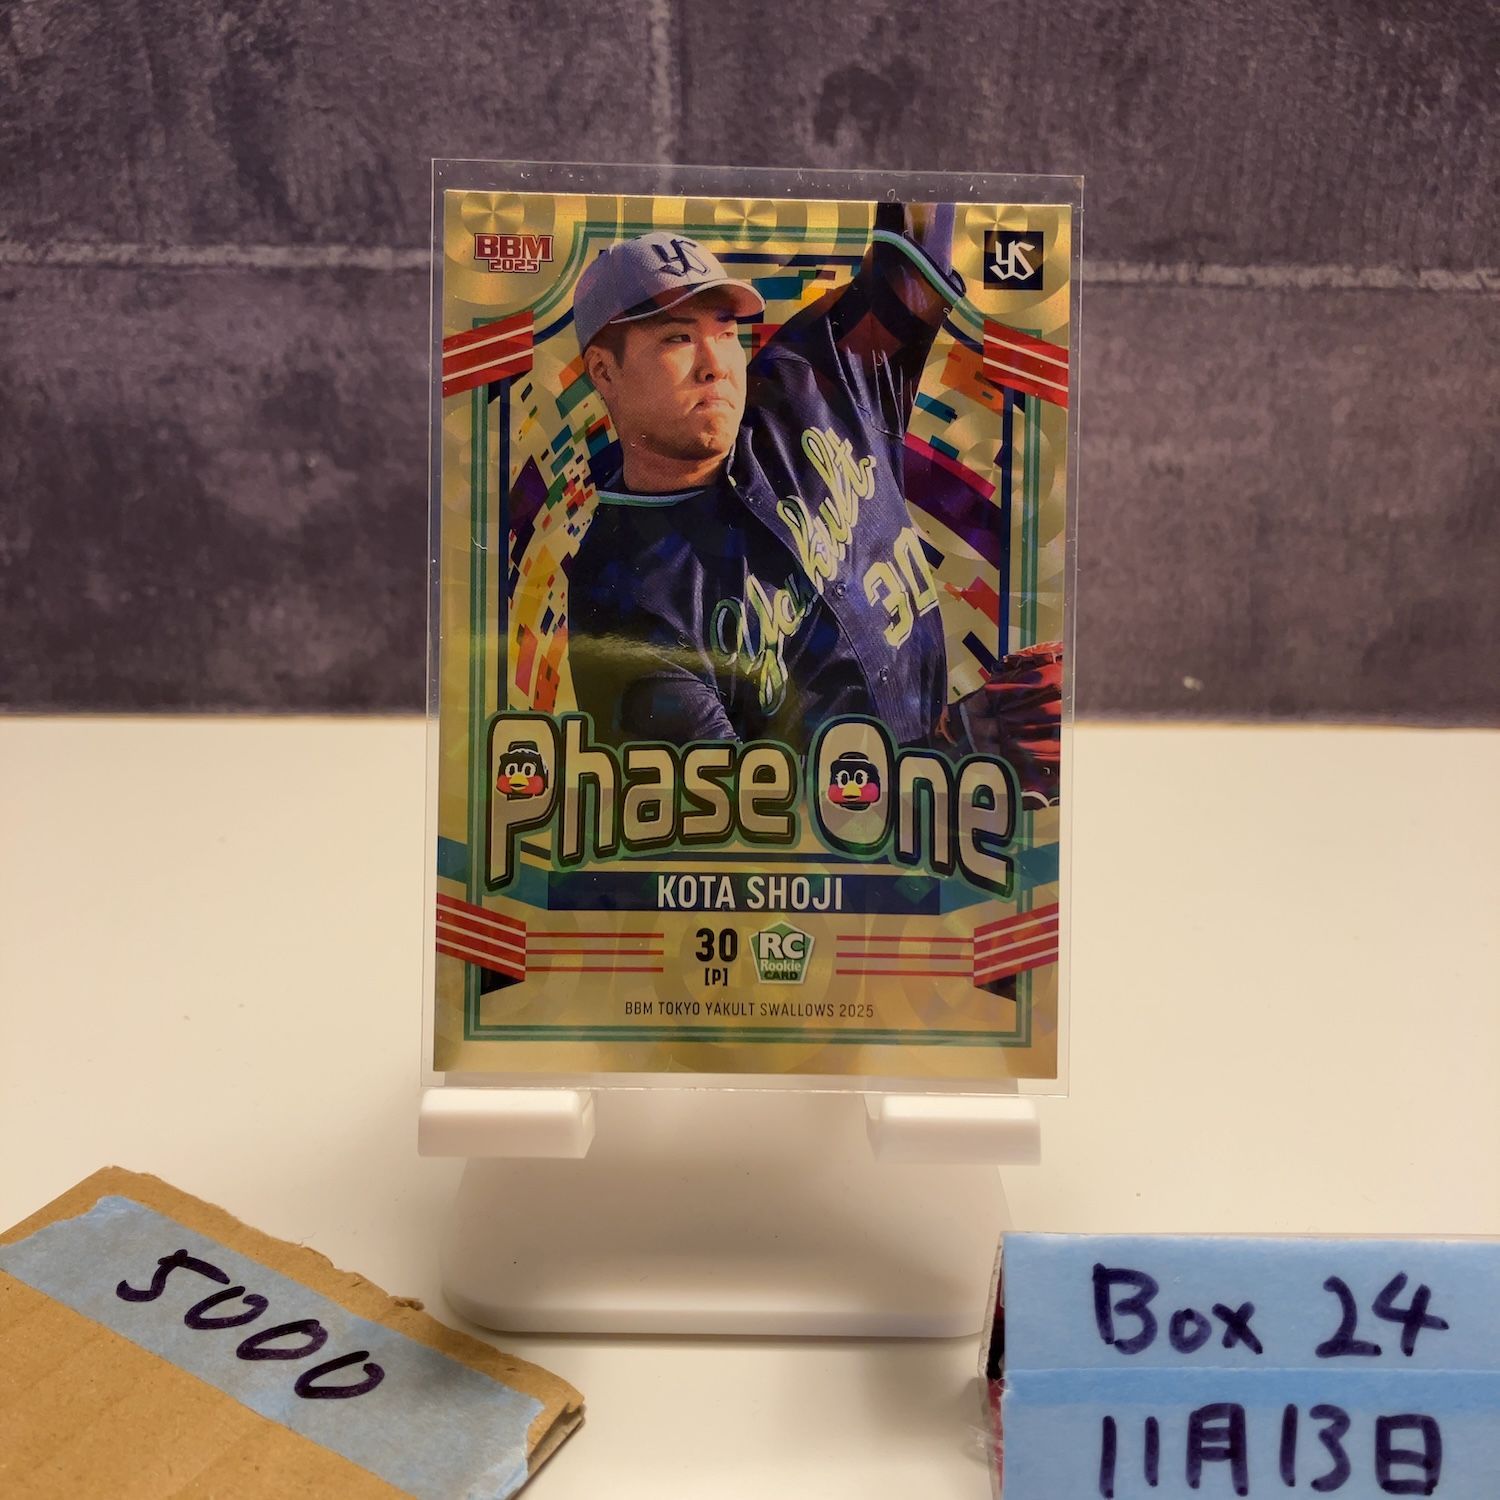 BBM
2025
YS
YS
Yakult
30
Phase One
KOTA SHOJI
30
[P]
RC
Rookie
CARD
BBM TOKYO YAKULT SWALLOWS 2025
5000
Box 24
11月13日